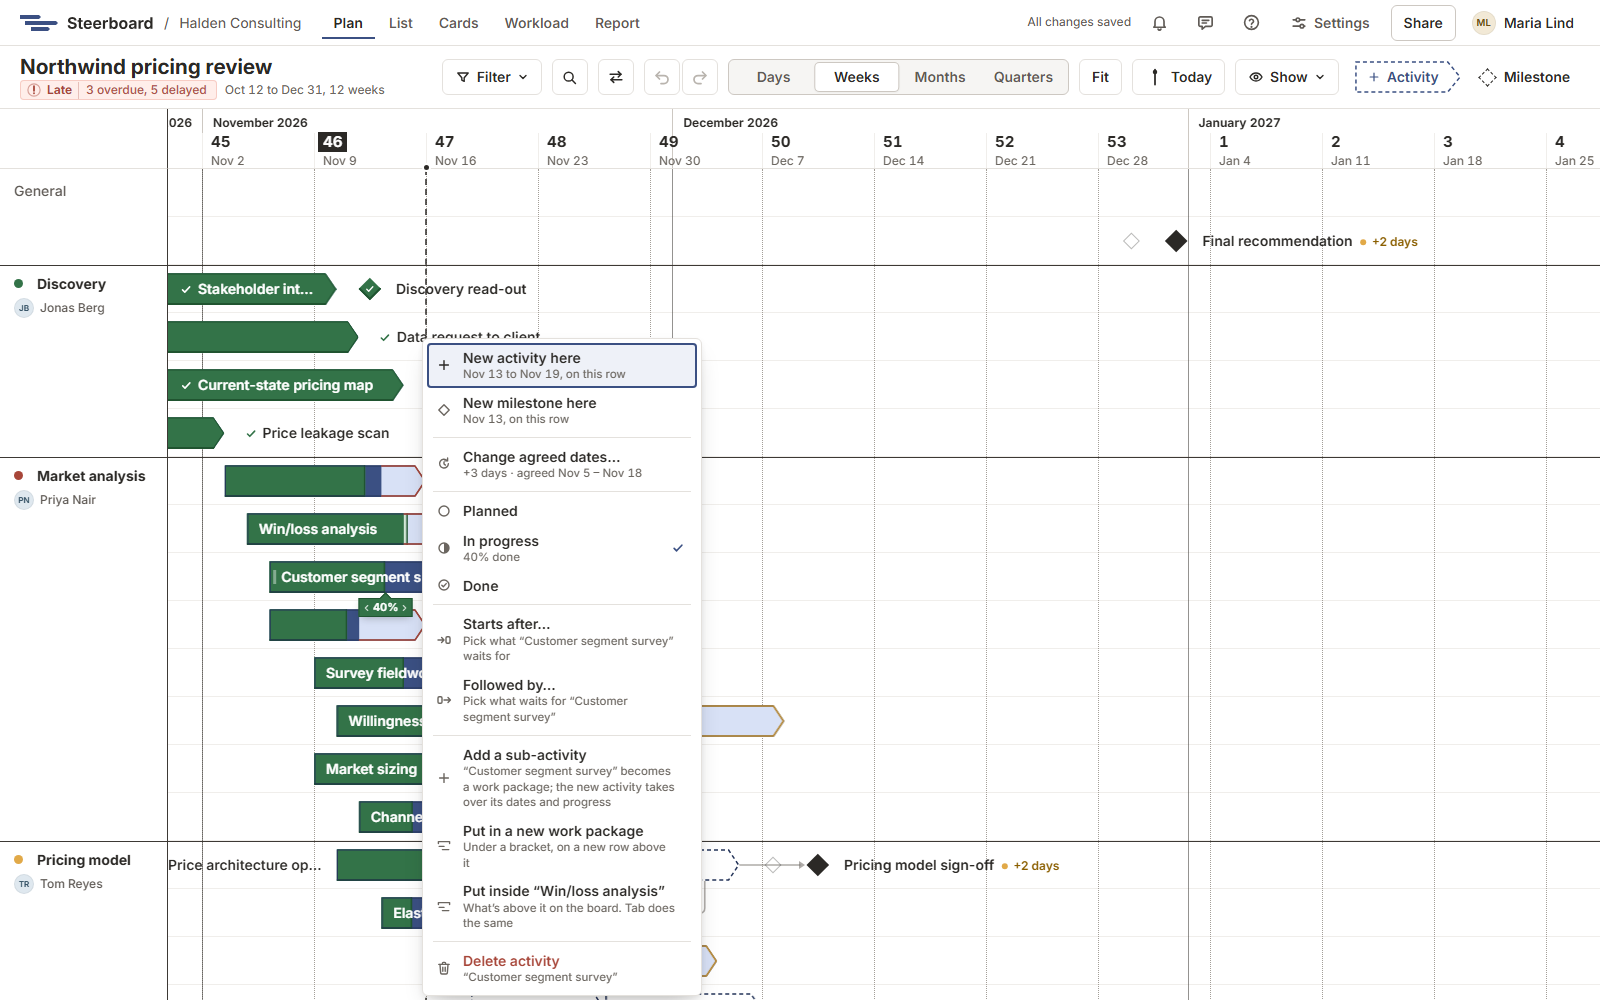 Steerboard / Halden Consulting Plan List Cards Workload Report All changes saved Settings Share ML Maria Lind
Northwind pricing review
Late 3 overdue, 5 delayed Oct 12 to Dec 31, 12 weeks
Filter Days Weeks Months Quarters Fit Today Show + Activity Milestone
026 November 2026 December 2026 January 2027
45 46 47 48 49 50 51 52 53 1 2 3 4
Nov 2 Nov 9 Nov 16 Nov 23 Nov 30 Dec 7 Dec 14 Dec 21 Dec 28 Jan 4 Jan 11 Jan 18 Jan 25
General
Final recommendation +2 days
Discovery
JB Jonas Berg
Stakeholder int... Discovery read-out
Data request to client
Current-state pricing map
Price leakage scan
Market analysis
PN Priya Nair
Win/loss analysis
Customer segment s
‹ 40% ›
Survey fieldwo
Willingness
Market sizing
Channe
Pricing model
TR Tom Reyes
Price architecture op...
Pricing model sign-off +2 days
Elas
New activity here
Nov 13 to Nov 19, on this row
New milestone here
Nov 13, on this row
Change agreed dates...
+3 days · agreed Nov 5 – Nov 18
Planned
In progress
40% done
Done
Starts after...
Pick what “Customer segment survey”
waits for
Followed by...
Pick what waits for “Customer
segment survey”
Add a sub-activity
“Customer segment survey” becomes
a work package; the new activity takes
over its dates and progress
Put in a new work package
Under a bracket, on a new row above
it
Put inside “Win/loss analysis”
What’s above it on the board. Tab does
the same
Delete activity
“Customer segment survey”